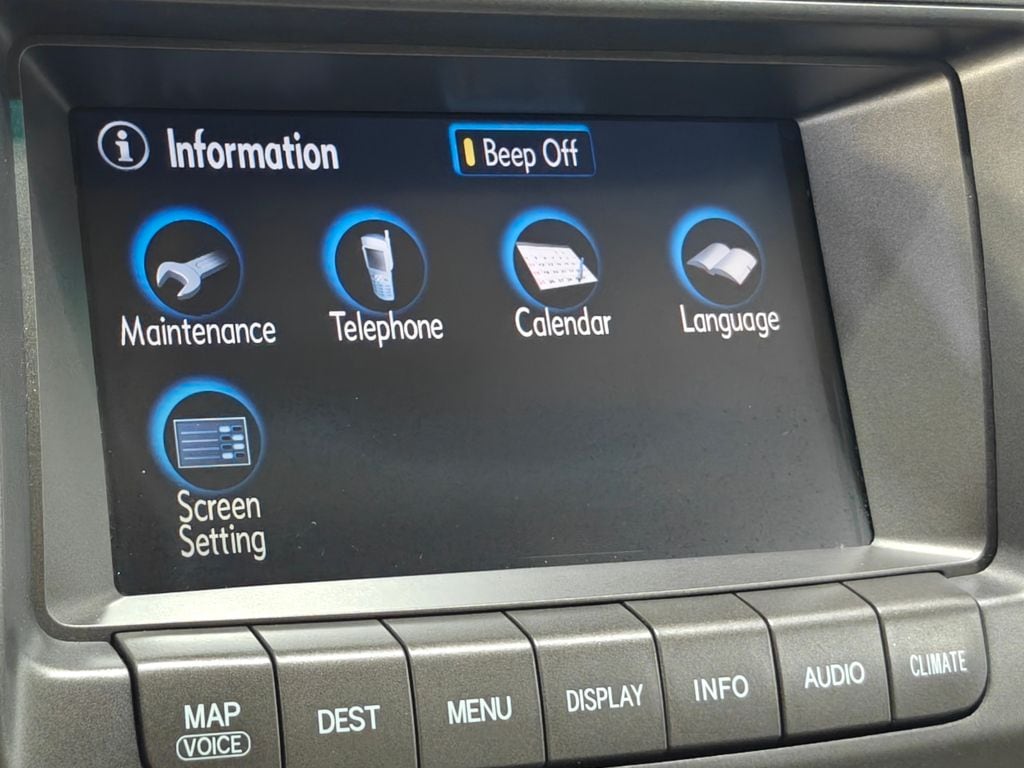 i Information
Beep Off
Maintenance
Telephone
Calendar
Language
Screen
Setting
MAP
VOICE
DEST
MENU
DISPLAY
INFO
AUDIO
CLIMATE